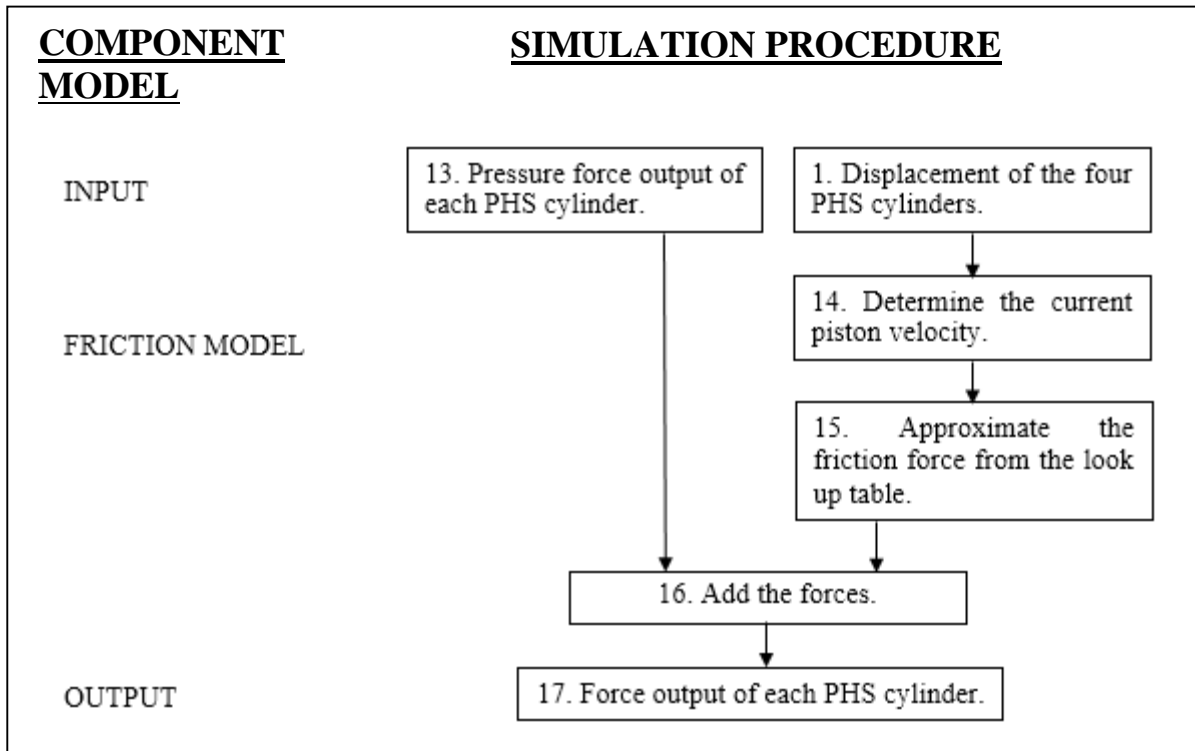 COMPONENT
MODEL
SIMULATION PROCEDURE
INPUT
13. Pressure force output of
each PHS cylinder.
1. Displacement of the four
PHS cylinders.
FRICTION MODEL
14. Determine the current
piston velocity.
15. Approximate the
friction force from the look
up table.
16. Add the forces.
OUTPUT
17. Force output of each PHS cylinder.